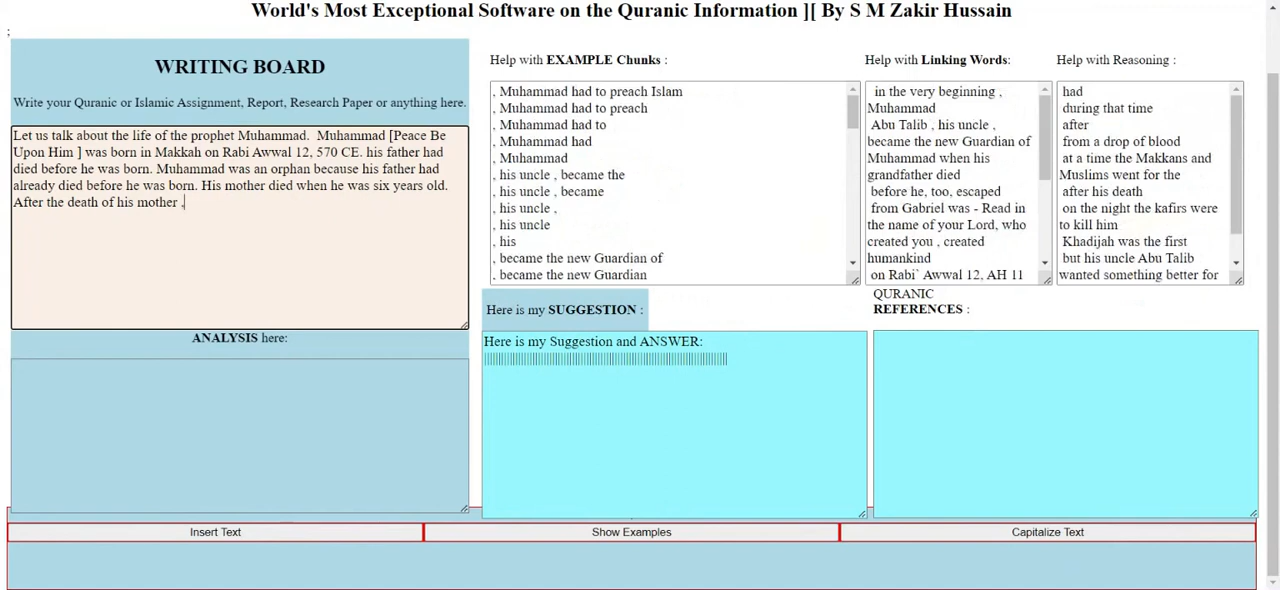 World's Most Exceptional Software on the Quranic Information ][ By S M Zakir Hussain
:
WRITING BOARD
Write your Quranic or Islamic Assignment, Report, Research Paper or anything here.
Let us talk about the life of the prophet Muhammad.  Muhammad [Peace Be
Upon Him ] was born in Makkah on Rabi Awwal 12, 570 CE. his father had
died before he was born. Muhammad was an orphan because his father had
already died before he was born. His mother died when he was six years old.
After the death of his mother ,
ANALYSIS here:
Help with EXAMPLE Chunks :
, Muhammad had to preach Islam
, Muhammad had to preach
, Muhammad had to
, Muhammad had
, Muhammad
, his uncle , became the
, his uncle , became
, his uncle ,
, his uncle
, his
, became the new Guardian of
, became the new Guardian
Help with Linking Words:
in the very beginning ,
Muhammad
Abu Talib , his uncle ,
became the new Guardian of
Muhammad when his
grandfather died
before he, too, escaped
from Gabriel was - Read in
the name of your Lord, who
created you , created
humankind
on Rabi` Awwal 12, AH 11
Help with Reasoning :
had
during that time
after
from a drop of blood
at a time the Makkans and
Muslims went for the
after his death
on the night the kafirs were
to kill him
Khadijah was the first
but his uncle Abu Talib
wanted something better for
Here is my SUGGESTION :
Here is my Suggestion and ANSWER:
QURANIC
REFERENCES :
Insert Text
Show Examples
Capitalize Text